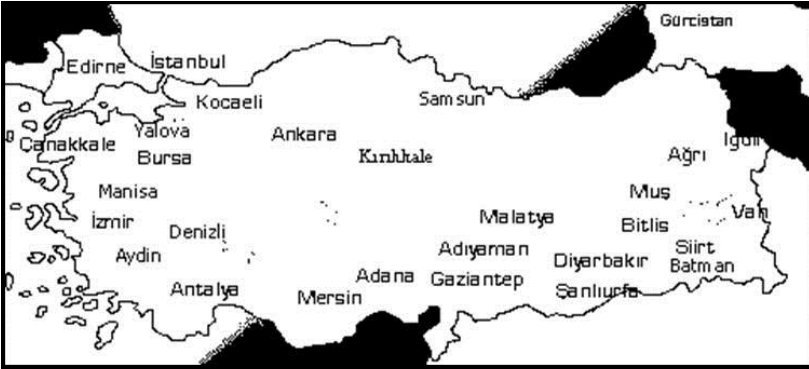 Gürcistan
Edirne
İstanbul
Kocaeli
Samsun
Çanakkale
Yalova
Ankara
Bursa
Kırıkkale
Ağrı
Iğdır
Manisa
Muş
Van
İzmir
Denizli
Malatya
Bitlis
Aydin
Adıyaman
Diyarbakır
Siirt
Batman
Antalya
Mersin
Adana
Gaziantep
Şanlıurfa